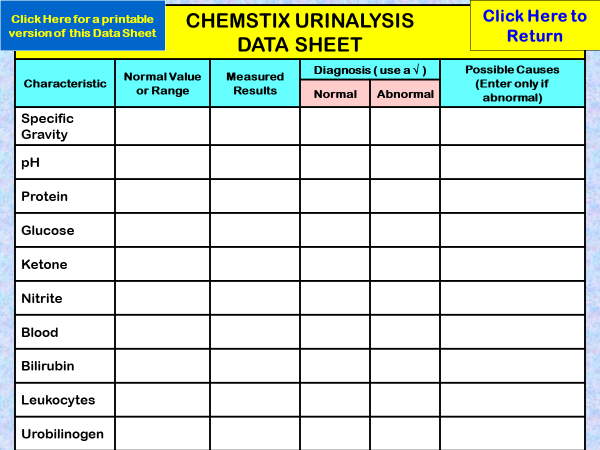 Click Here for a printable
version of this Data Sheet
CHEMSTIX URINALYSIS
DATA SHEET
Click Here to
Return
Characteristic
Normal Value
or Range
Measured
Results
Diagnosis ( use a √ )
Normal
Abnormal
Possible Causes
(Enter only if
abnormal)
Specific
Gravity
pH
Protein
Glucose
Ketone
Nitrite
Blood
Bilirubin
Leukocytes
Urobilinogen